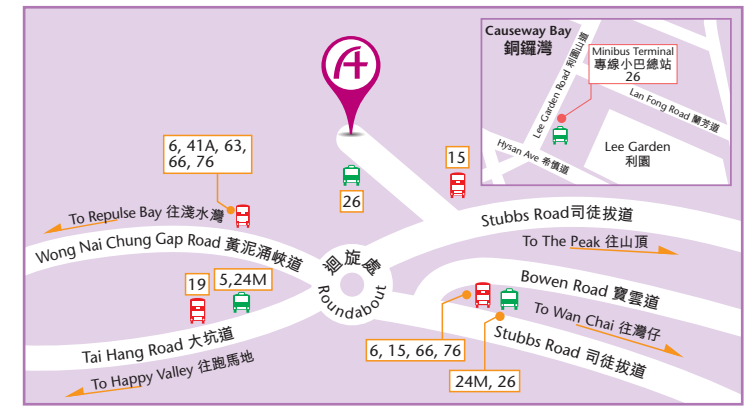 Causeway Bay
銅鑼灣
Lee Garden Road 利園山道
Minibus Terminal
專線小巴總站
26
Lan Fong Road 蘭芳道
Hysan Ave 希慎道
Lee Garden
利園
6, 41A, 63,
66, 76
15
26
To Repulse Bay 往淺水灣
Wong Nai Chung Gap Road 黃泥涌峽道
Stubbs Road司徒拔道
To The Peak 往山頂
迴旋處
Roundabout
Bowen Road 寶雲道
To Wan Chai 往灣仔
Stubbs Road 司徒拔道
19
5,24M
Tai Hang Road 大坑道
To Happy Valley 往跑馬地
6, 15, 66, 76
24M, 26